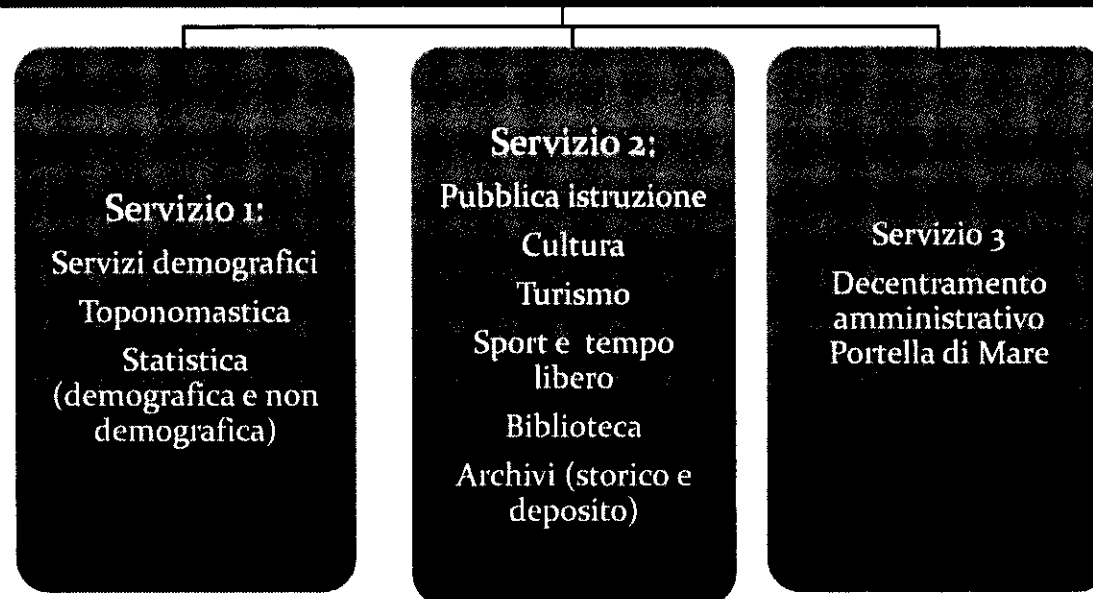 Servizio 1:
Servizi demografici
Toponomastica
Statistica
(demografica e non
demografica)
Servizio 2:
Pubblica istruzione
Cultura
Turismo
Sport e tempo
libero
Biblioteca
Archivi (storico e
deposito)
Servizio 3
Decentramento
amministrativo
Portella di Mare